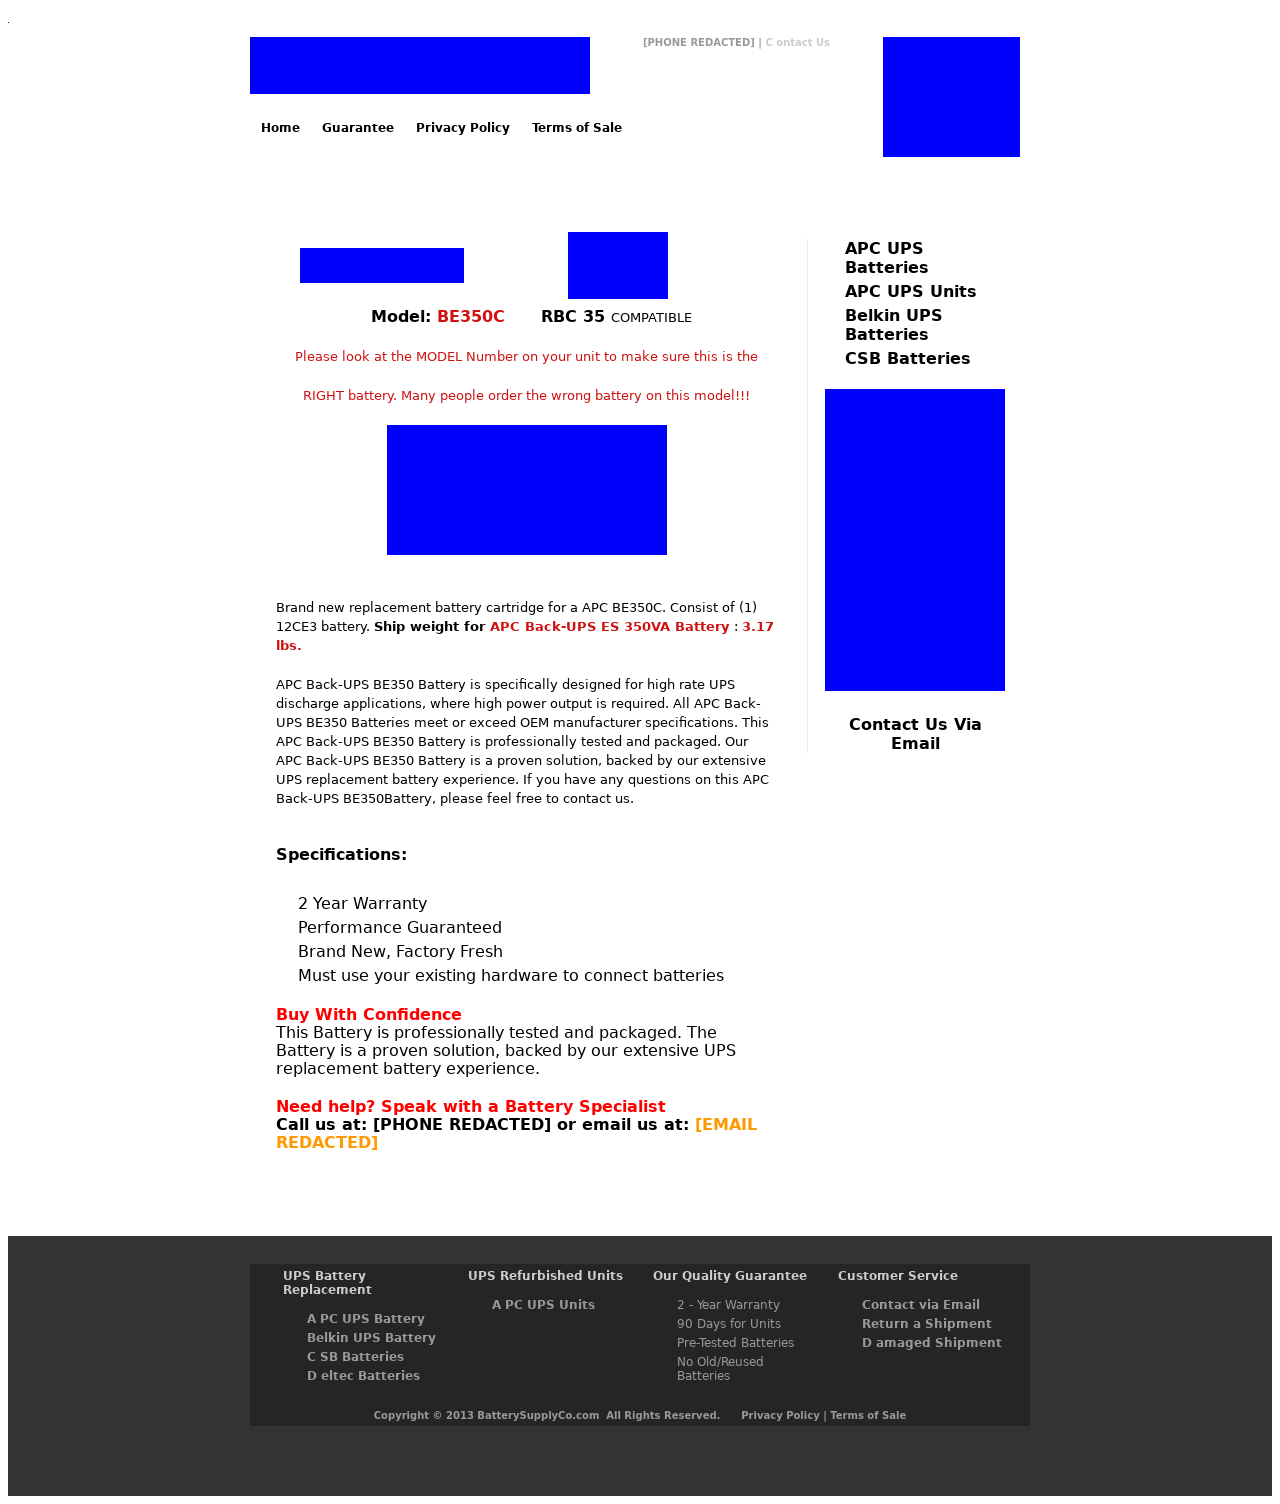 [PHONE REDACTED] | C ontact Us
Home Guarantee Privacy Policy Terms of Sale
Model: BE350C RBC 35 COMPATIBLE
Please look at the MODEL Number on your unit to make sure this is the
RIGHT battery. Many people order the wrong battery on this model!!!
Brand new replacement battery cartridge for a APC BE350C. Consist of (1)
12CE3 battery. Ship weight for APC Back-UPS ES 350VA Battery : 3.17
lbs.
APC Back-UPS BE350 Battery is specifically designed for high rate UPS
discharge applications, where high power output is required. All APC Back-
UPS BE350 Batteries meet or exceed OEM manufacturer specifications. This
APC Back-UPS BE350 Battery is professionally tested and packaged. Our
APC Back-UPS BE350 Battery is a proven solution, backed by our extensive
UPS replacement battery experience. If you have any questions on this APC
Back-UPS BE350Battery, please feel free to contact us.
Specifications:
2 Year Warranty
Performance Guaranteed
Brand New, Factory Fresh
Must use your existing hardware to connect batteries
Buy With Confidence
This Battery is professionally tested and packaged. The
Battery is a proven solution, backed by our extensive UPS
replacement battery experience.
Need help? Speak with a Battery Specialist
Call us at: [PHONE REDACTED] or email us at: [EMAIL
REDACTED]
APC UPS
Batteries
APC UPS Units
Belkin UPS
Batteries
CSB Batteries
Contact Us Via
Email
UPS Battery
Replacement
A PC UPS Battery
Belkin UPS Battery
C SB Batteries
D eltec Batteries
UPS Refurbished Units
A PC UPS Units
Our Quality Guarantee
2 - Year Warranty
90 Days for Units
Pre-Tested Batteries
No Old/Reused
Batteries
Customer Service
Contact via Email
Return a Shipment
D amaged Shipment
Copyright © 2013 BatterySupplyCo.com All Rights Reserved. Privacy Policy | Terms of Sale